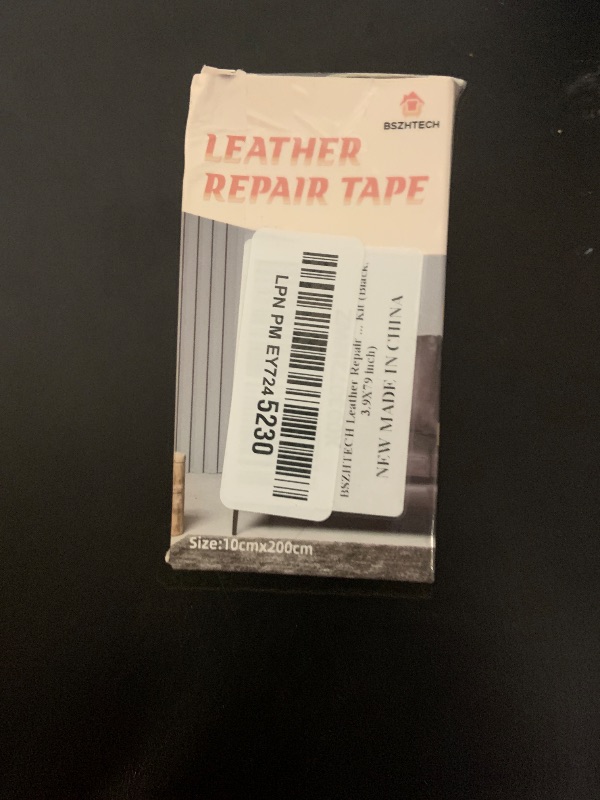 BSZHTECH
LEATHER
REPAIR TAPE
LPN PM EY7245230
BSZHTECH Leather Repair ... Kit (Black,
3.9X79 inch)
NEW MADE IN CHINA
Size:10cmx200cm